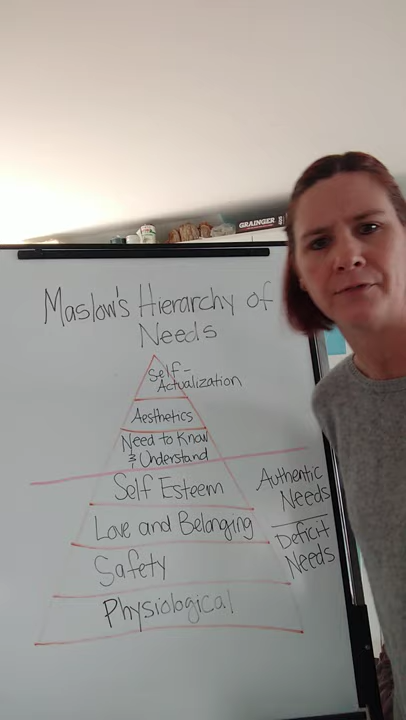 GRAINGER
Maslow's Hierarchy of
Needs
Self-
Actualization
Aesthetics
Need to Know
& Understand
Self Esteem
Love and Belonging
Safety
Physiological
Authentic
Needs
Deficit
Needs